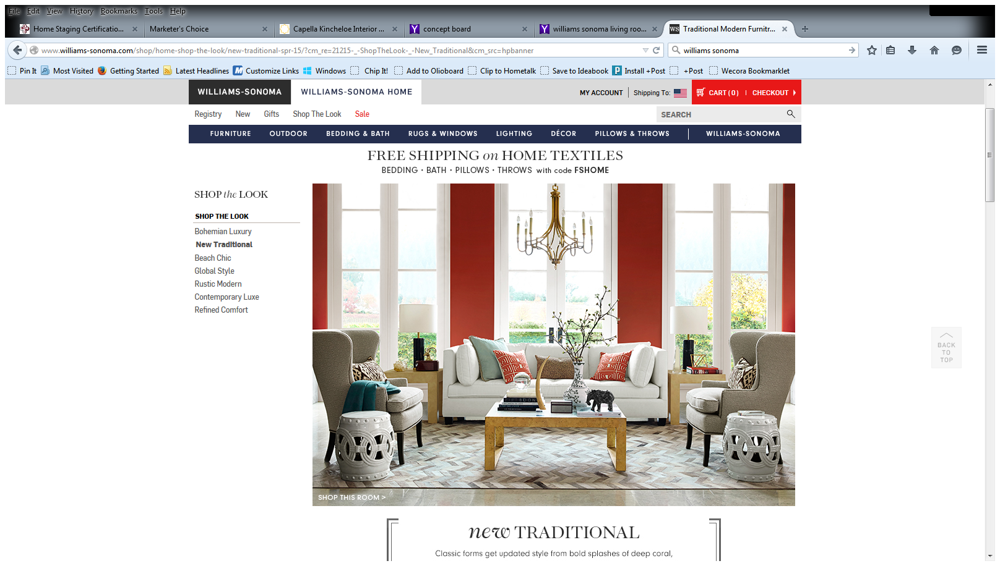 File Edit View History Bookmarks Tools Help
Home Staging Certificatio... Marketer's Choice Capella Kincheloe Interior ... concept board williams sonoma living roo... WS Traditional Modern Furnitr...
www.williams-sonoma.com/shop/home-shop-the-look/new-traditional-spr-15/?cm_re=21215-_-ShopTheLook-_-New_Traditional&cm_src=hpbanner williams sonoma
Pin It Most Visited Getting Started Latest Headlines Customize Links Windows Chip It! Add to Olioboard Clip to Hometalk Save to Ideabook Install +Post +Post Wecora Bookmarklet
WILLIAMS-SONOMA WILLIAMS-SONOMA HOME MY ACCOUNT Shipping To: CART ( 0 ) CHECKOUT
Registry New Gifts Shop The Look Sale SEARCH
FURNITURE OUTDOOR BEDDING & BATH RUGS & WINDOWS LIGHTING DÉCOR PILLOWS & THROWS WILLIAMS-SONOMA
FREE SHIPPING on HOME TEXTILES
BEDDING · BATH · PILLOWS · THROWS with code FSHOME
SHOP the LOOK
SHOP THE LOOK
Bohemian Luxury
New Traditional
Beach Chic
Global Style
Rustic Modern
Contemporary Luxe
Refined Comfort
BACK
TO
TOP
SHOP THIS ROOM >
new TRADITIONAL
Classic forms get updated style from bold splashes of deep coral,